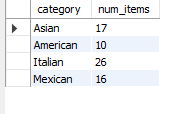 category num_items
Asian 17
American 10
Italian 26
Mexican 16